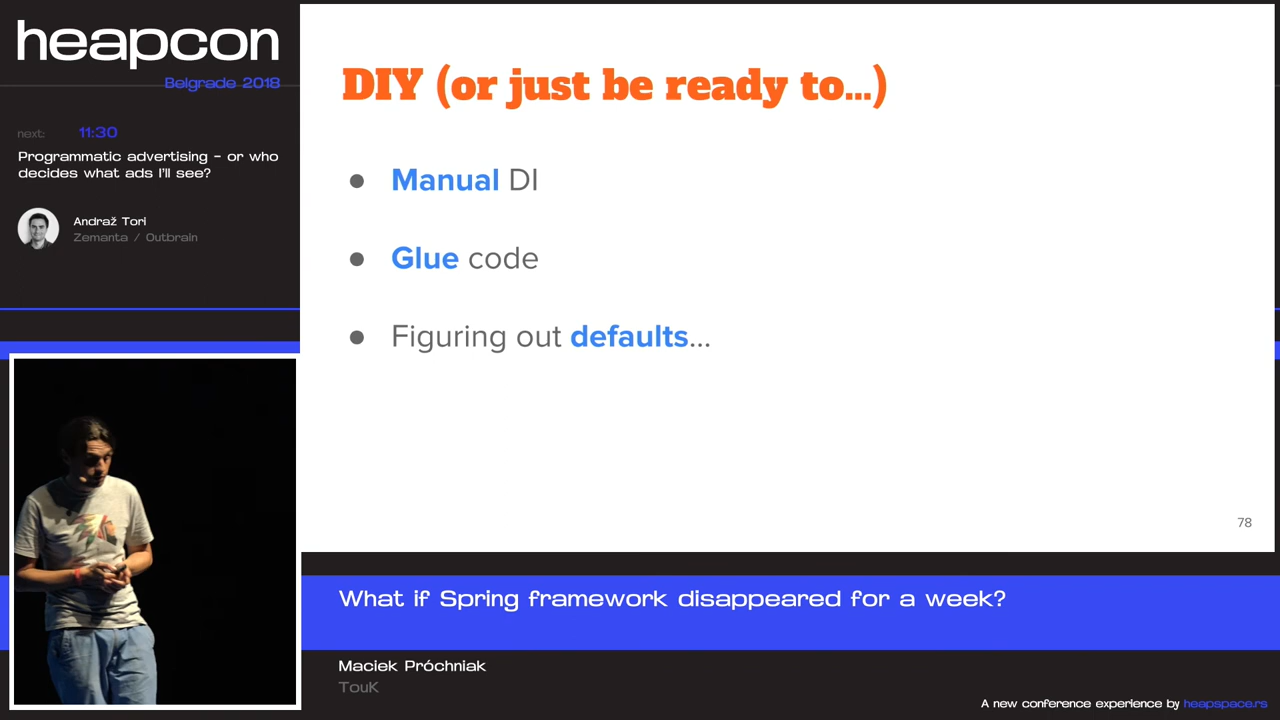 heapcon
Belgrade 2018
next: 11:30
Programmatic advertising - or who
decides what ads I'll see?
Andraž Tori
Zemanta / Outbrain
DIY (or just be ready to...)
● Manual DI
● Glue code
● Figuring out defaults...
78
What if Spring framework disappeared for a week?
Maciek Próchniak
TouK
A new conference experience by heapspace.rs